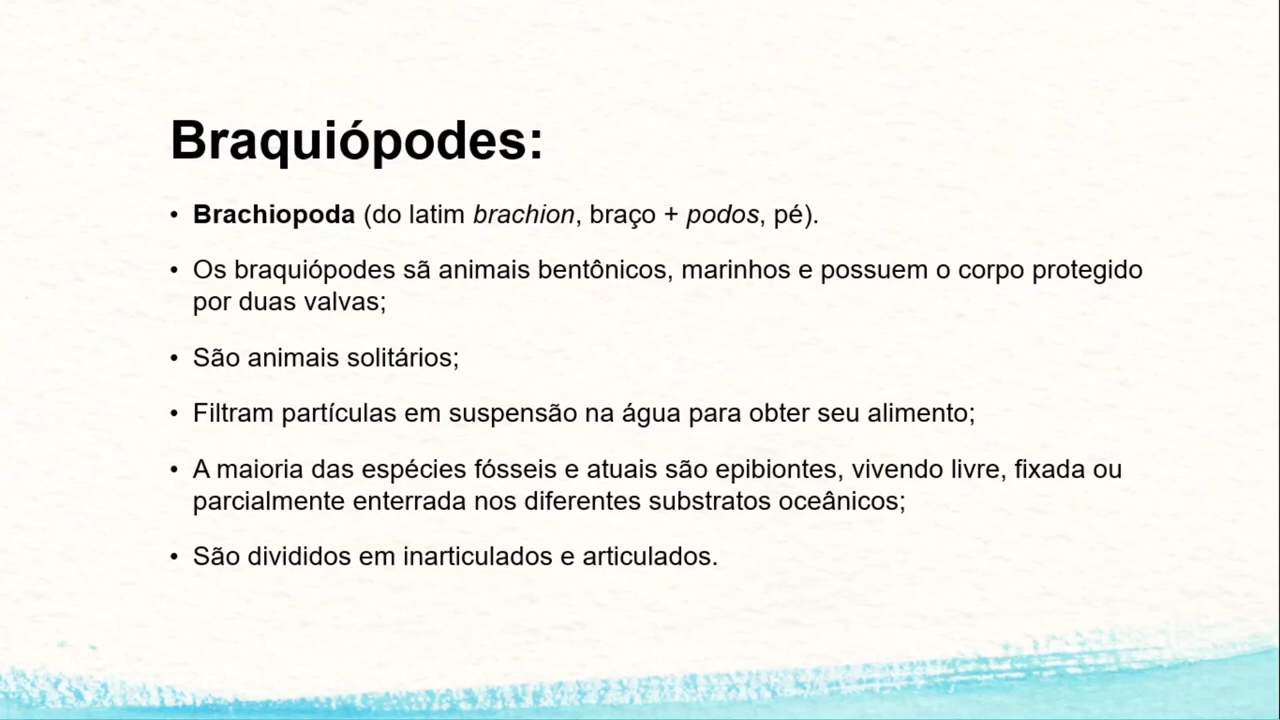 Braquiópodes:
• Brachiopoda (do latim brachion, braço + podos, pé).
• Os braquiópodes sã animais bentônicos, marinhos e possuem o corpo protegido
por duas valvas;
• São animais solitários;
• Filtram partículas em suspensão na água para obter seu alimento;
• A maioria das espécies fósseis e atuais são epibiontes, vivendo livre, fixada ou
parcialmente enterrada nos diferentes substratos oceânicos;
• São divididos em inarticulados e articulados.